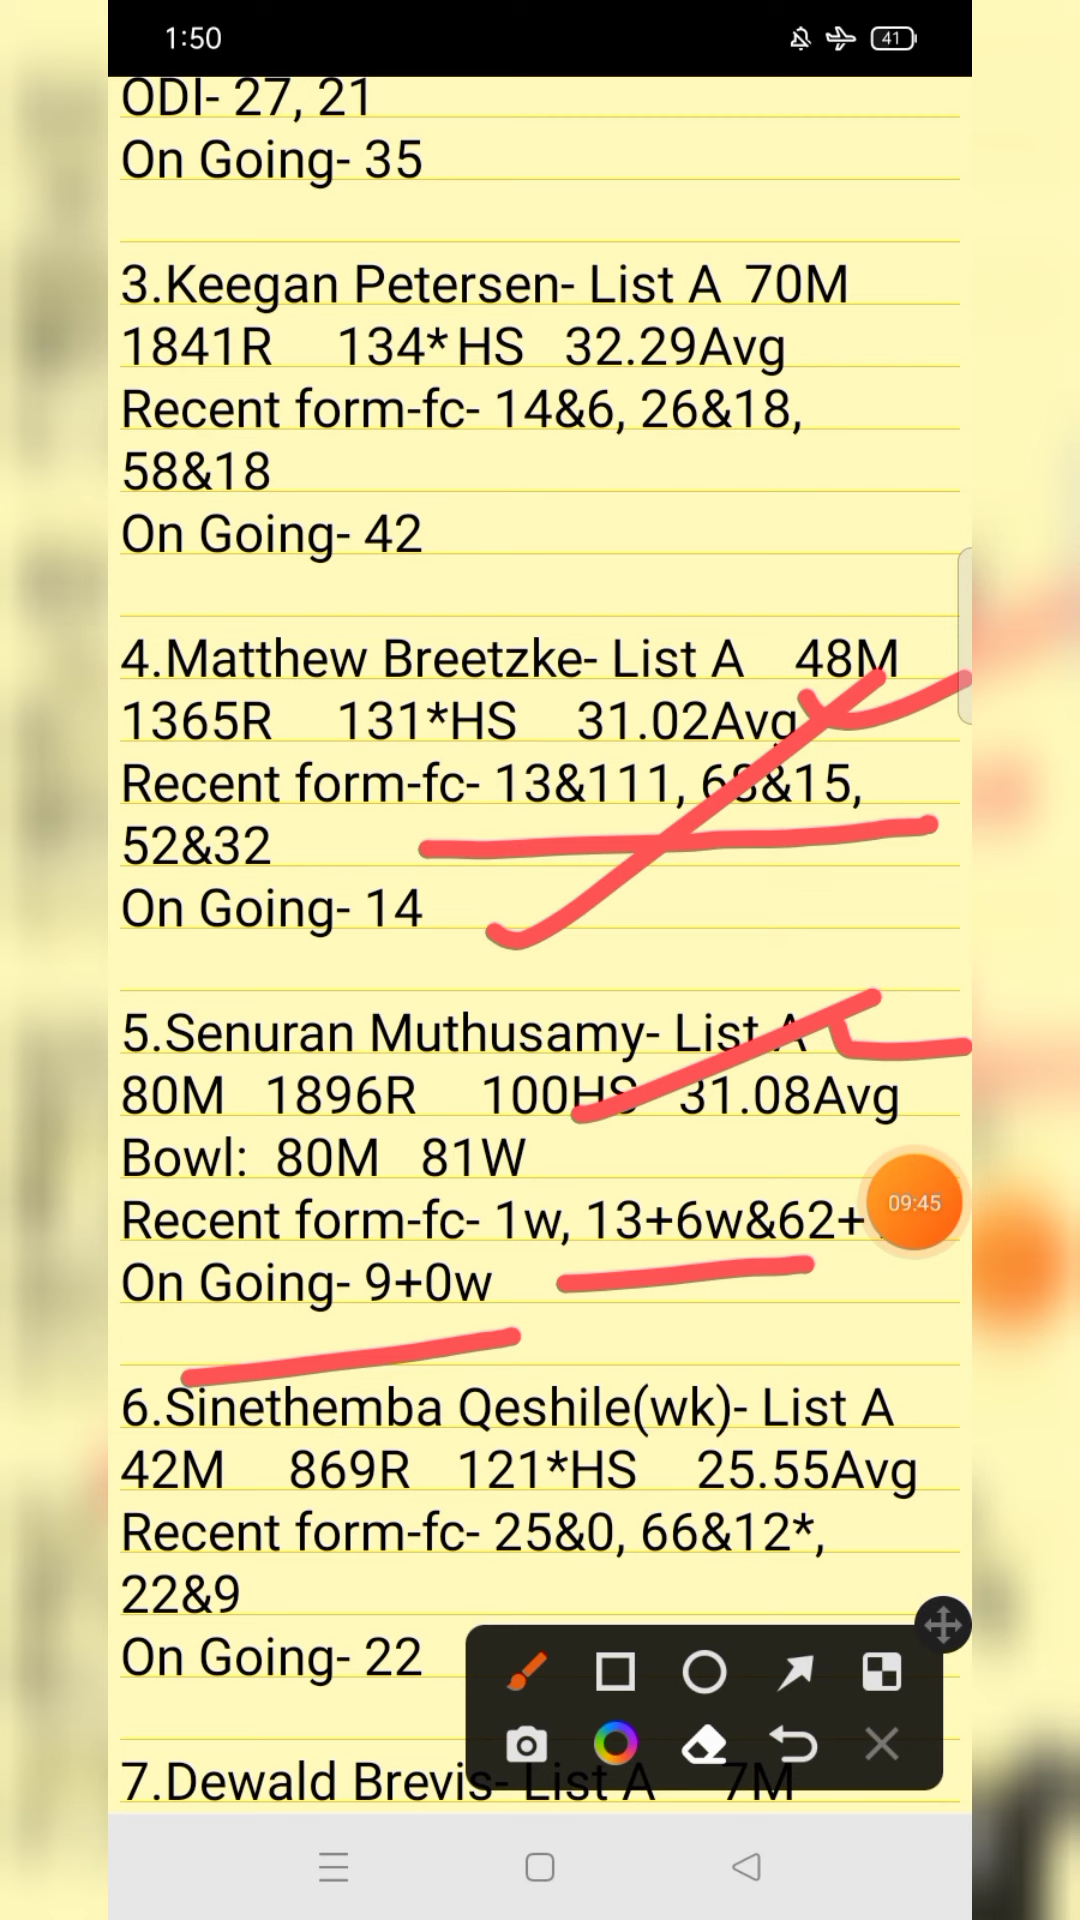 1:50
41
ODI- 27, 21
On Going- 35
3.Keegan Petersen- List A 70M
1841R 134* HS 32.29Avg
Recent form-fc- 14&6, 26&18,
58&18
On Going- 42
4.Matthew Breetzke- List A 48M
1365R 131*HS 31.02Avg
Recent form-fc- 13&111, 68&15,
52&32
On Going- 14
5.Senuran Muthusamy- List A
80M 1896R 100HS 31.08Avg
Bowl: 80M 81W
Recent form-fc- 1w, 13+6w&62+
09:45
On Going- 9+0w
6.Sinethemba Qeshile(wk)- List A
42M 869R 121*HS 25.55Avg
Recent form-fc- 25&0, 66&12*,
22&9
On Going- 22
7.Dewald Brevis- List A 7M